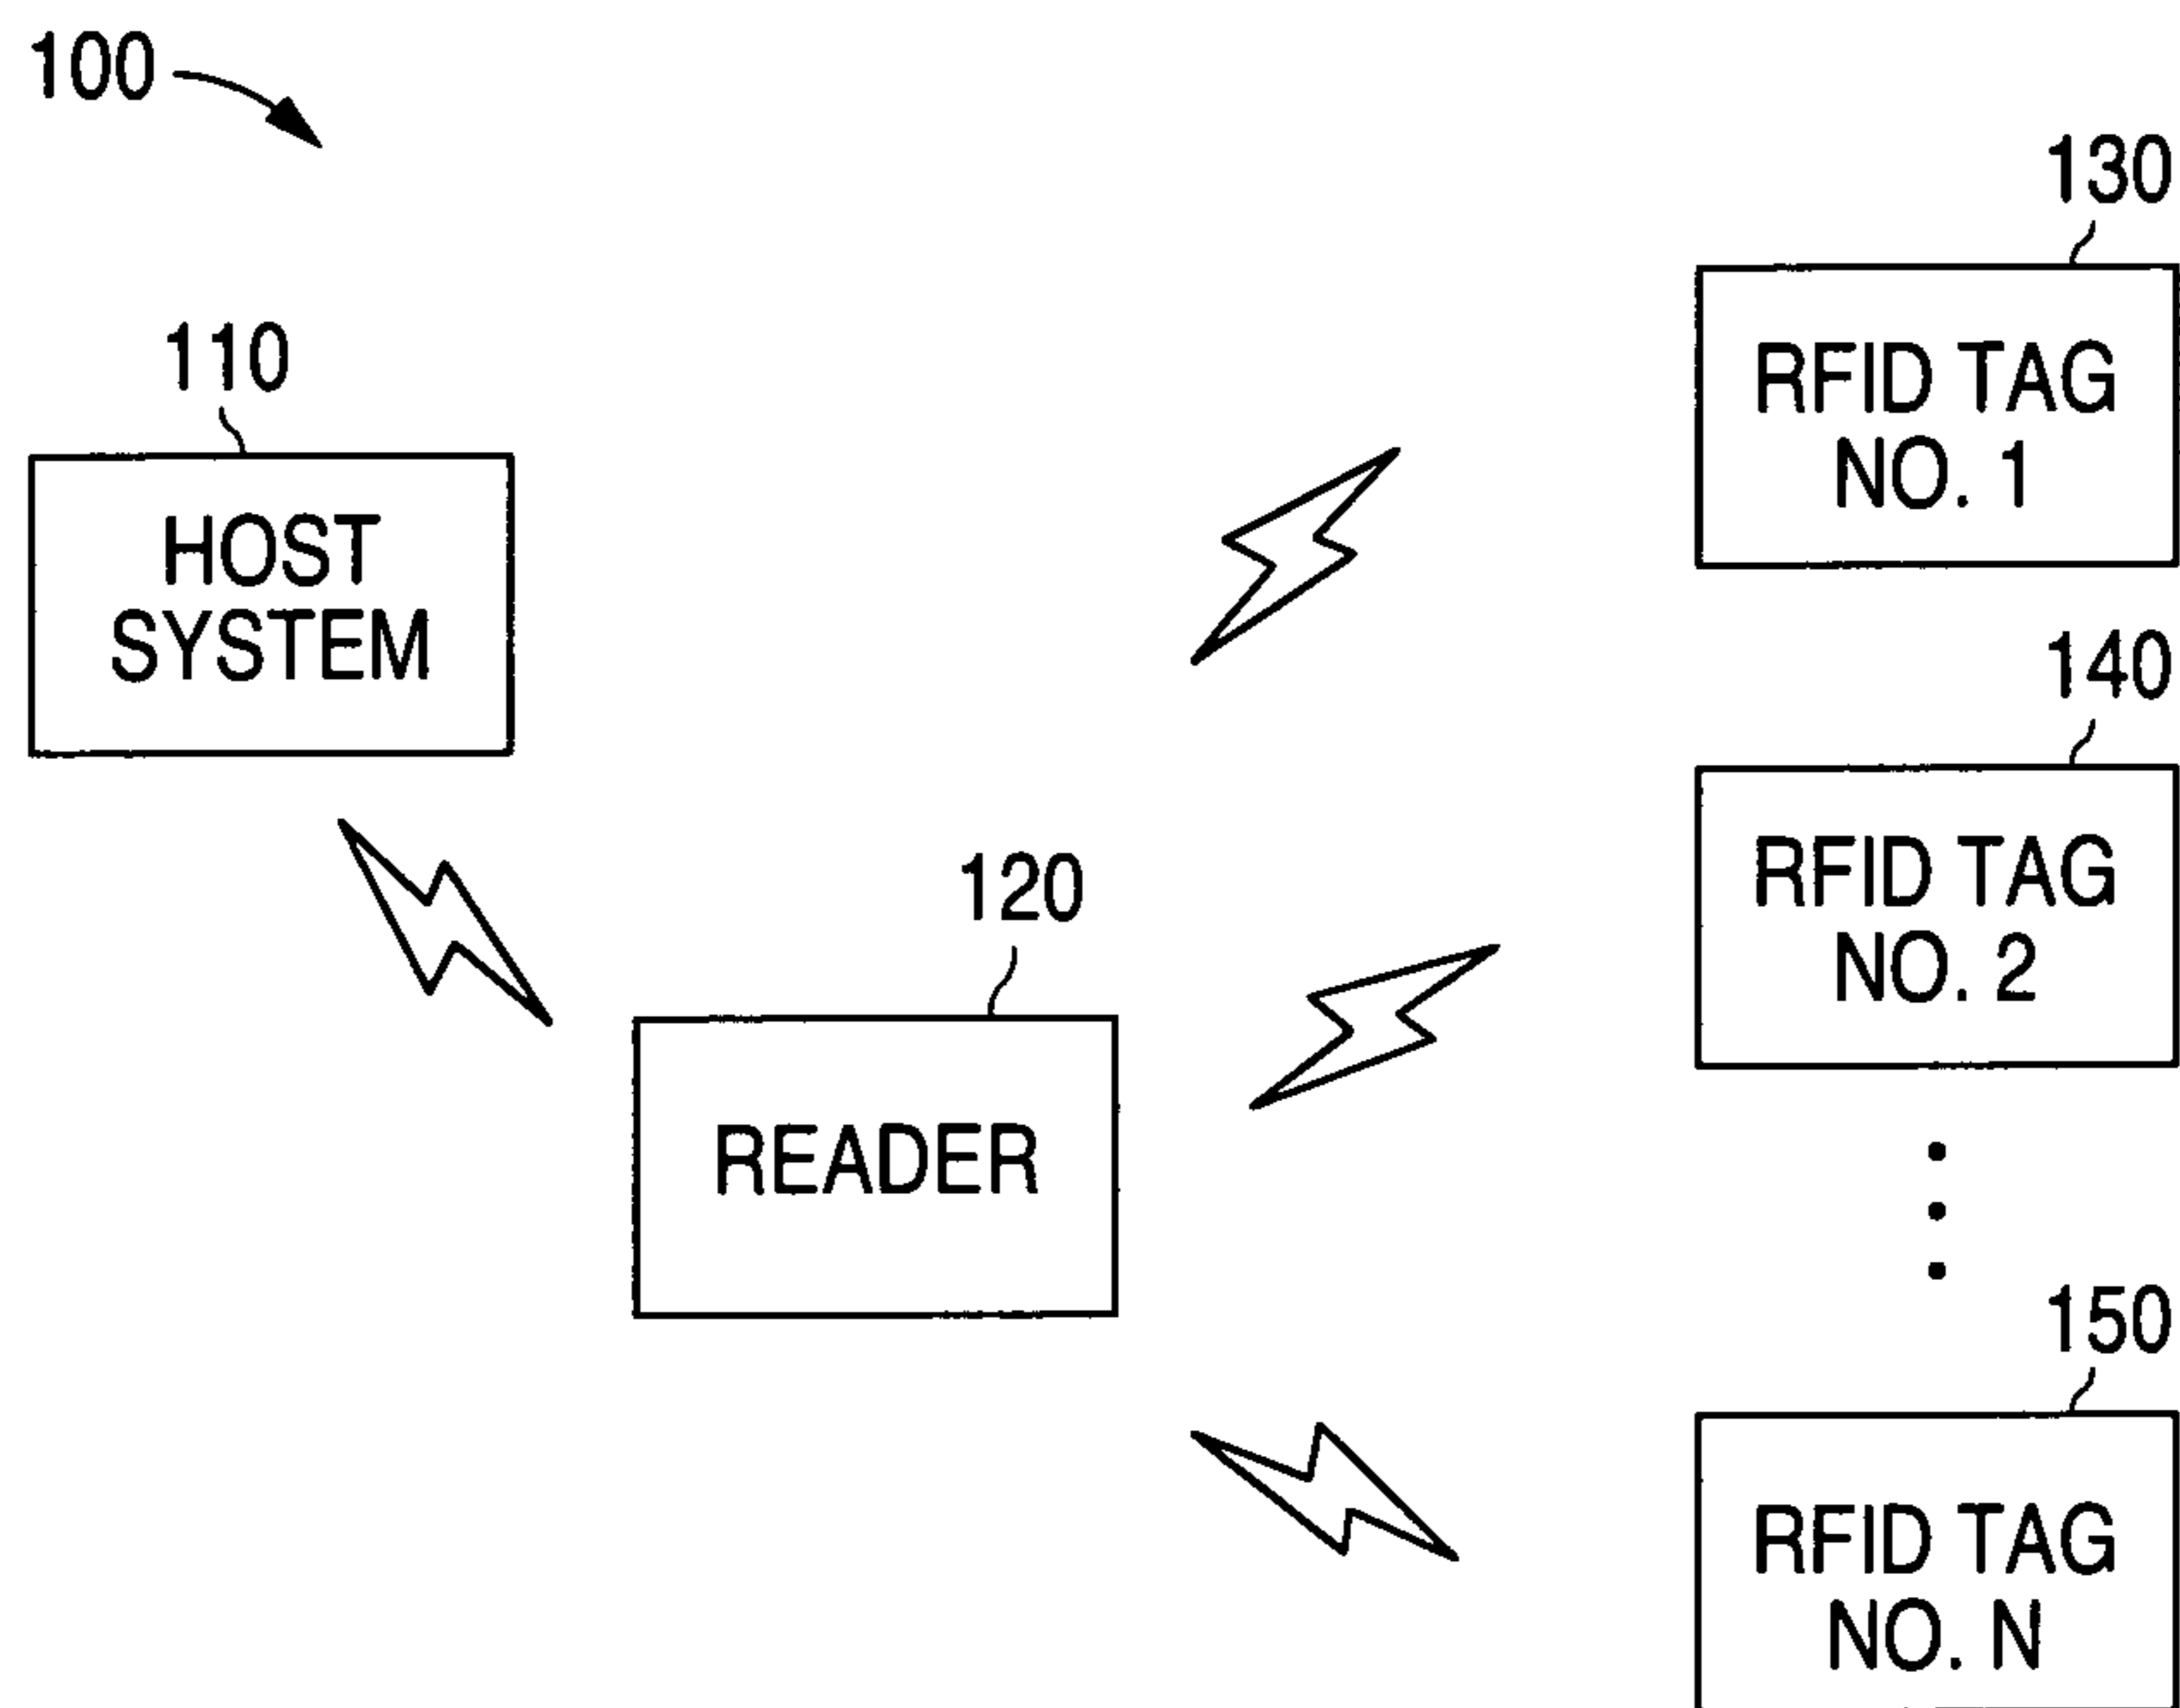 100
130
110
RFID TAG
NO. 1
HOST
SYSTEM
140
120
RFID TAG
NO. 2
READER
150
RFID TAG
NO. N